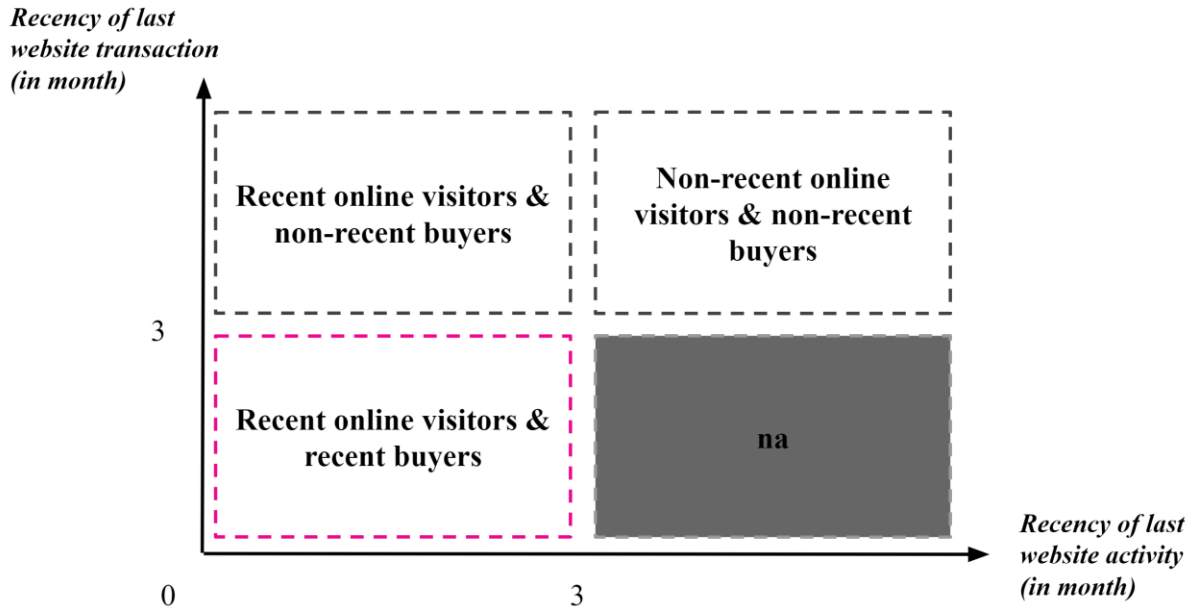 Recency of last
website transaction
(in month)
Recent online visitors &
non-recent buyers
Non-recent online
visitors & non-recent
buyers
3
Recent online visitors &
recent buyers
na
Recency of last
website activity
(in month)
0
3